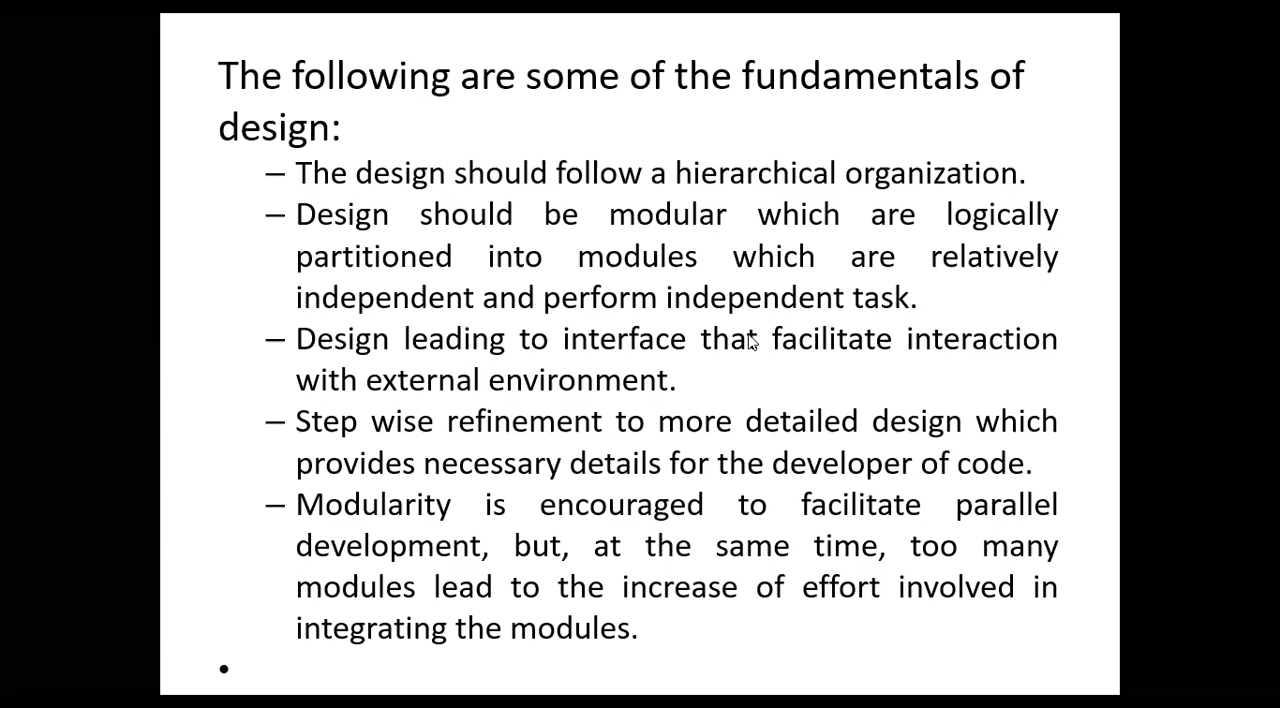 The following are some of the fundamentals of
design:
– The design should follow a hierarchical organization.
– Design should be modular which are logically
partitioned into modules which are relatively
independent and perform independent task.
– Design leading to interface that facilitate interaction
with external environment.
– Step wise refinement to more detailed design which
provides necessary details for the developer of code.
– Modularity is encouraged to facilitate parallel
development, but, at the same time, too many
modules lead to the increase of effort involved in
integrating the modules.
•